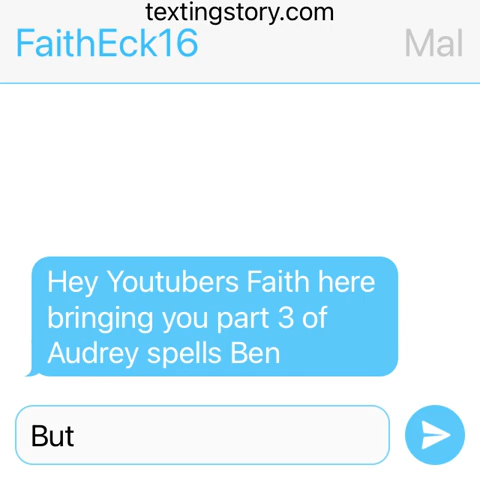 textingstory.com
FaithEck16 Mal
Hey Youtubers Faith here
bringing you part 3 of
Audrey spells Ben
But